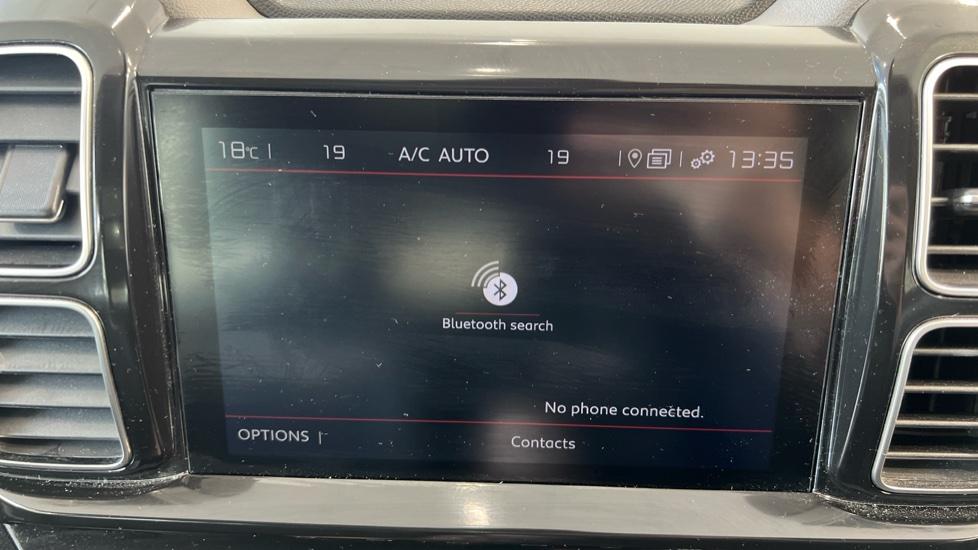 18°C 19 A/C AUTO 19 13:35
Bluetooth search
No phone connected.
OPTIONS Contacts